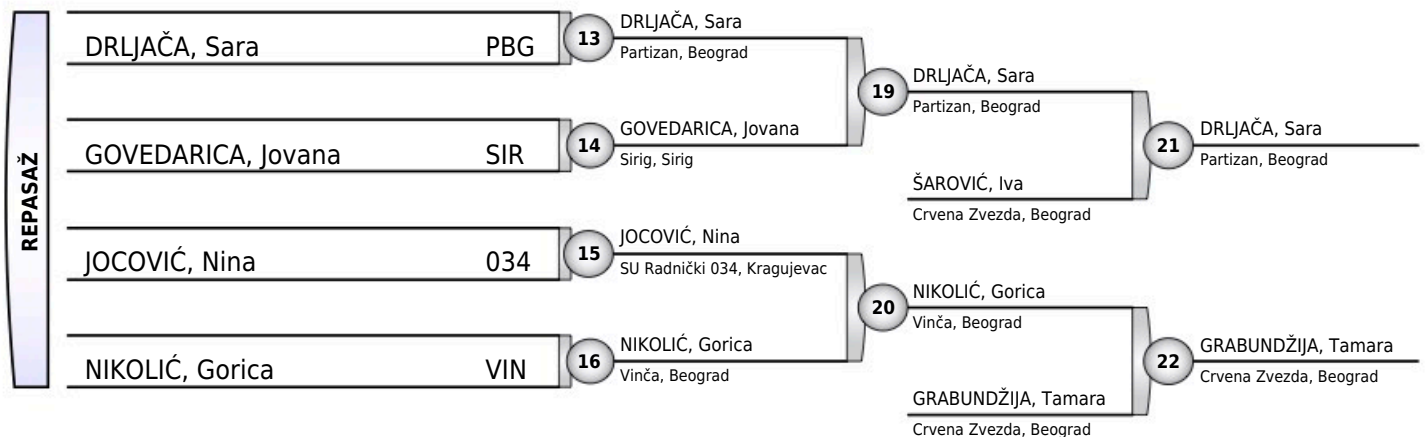 REPASAŽ
DRLJAČA, Sara PBG
GOVEDARICA, Jovana SIR
JOCOVIĆ, Nina 034
NIKOLIĆ, Gorica VIN
13
DRLJAČA, Sara
Partizan, Beograd
14
GOVEDARICA, Jovana
Sirig, Sirig
15
JOCOVIĆ, Nina
SU Radnički 034, Kragujevac
16
NIKOLIĆ, Gorica
Vinča, Beograd
19
DRLJAČA, Sara
Partizan, Beograd
ŠAROVIĆ, Iva
Crvena Zvezda, Beograd
20
NIKOLIĆ, Gorica
Vinča, Beograd
GRABUNDŽIJA, Tamara
Crvena Zvezda, Beograd
21
DRLJAČA, Sara
Partizan, Beograd
22
GRABUNDŽIJA, Tamara
Crvena Zvezda, Beograd